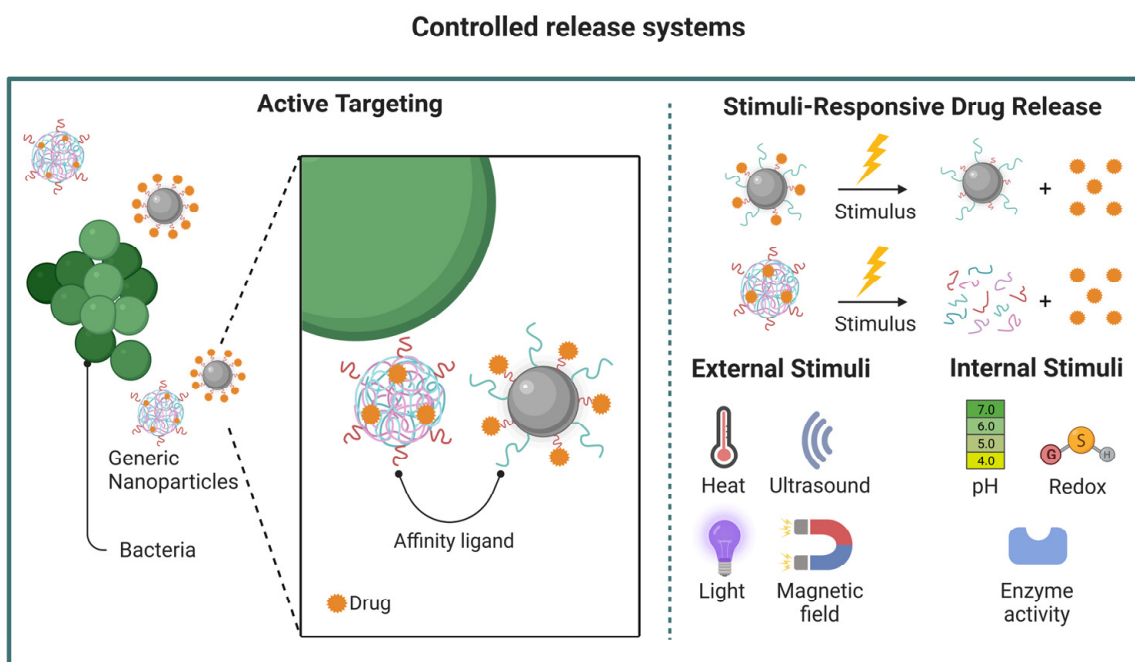 Controlled release systems
Active Targeting
Generic
Nanoparticles
Bacteria
Affinity ligand
Drug
Stimuli-Responsive Drug Release
Stimulus
+
Stimulus
+
External Stimuli
Heat
Ultrasound
Light
Magnetic
field
Internal Stimuli
7.0
6.0
5.0
4.0
pH
G S H
Redox
Enzyme
activity